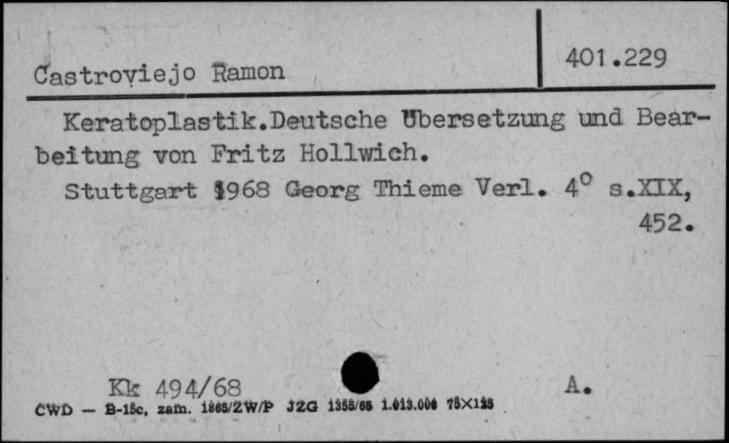 Castroviejo Ramon
401.229
Keratoplastik.Deutsche Übersetzung und Bear-
beitung von Fritz Hollwich.
Stuttgart 1968 Georg Thieme Verl. 4° s.XIX,
452.
Kk 494/68
A.
CWD — B-15c, zam. 1865/ZW/P JZG 1355/65 1.013.000 75×125